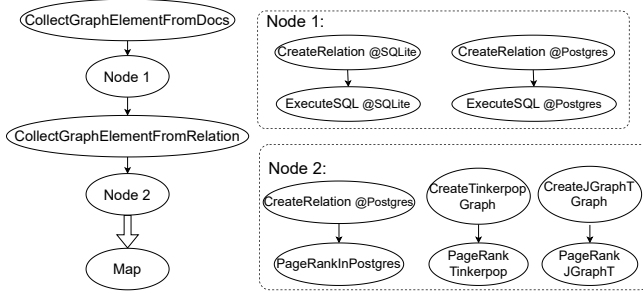 CollectGraphElementFromDocs
Node 1
CollectGraphElementFromRelation
Node 2
Map
Node 1:
CreateRelation @SQLite
CreateRelation @Postgres
ExecuteSQL @SQLite
ExecuteSQL @Postgres
Node 2:
CreateRelation @Postgres
CreateTinkerpop
Graph
CreateJGraphT
Graph
PageRankInPostgres
PageRank
Tinkerpop
PageRank
JGraphT